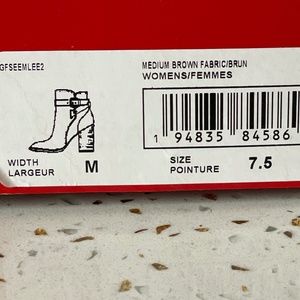 GFSEEMLEE2
MEDIUM BROWN FABRIC/BRUN
WOMENS/FEMMES
1 94835 84586
WIDTH
LARGEUR
M
SIZE
POINTURE
7.5